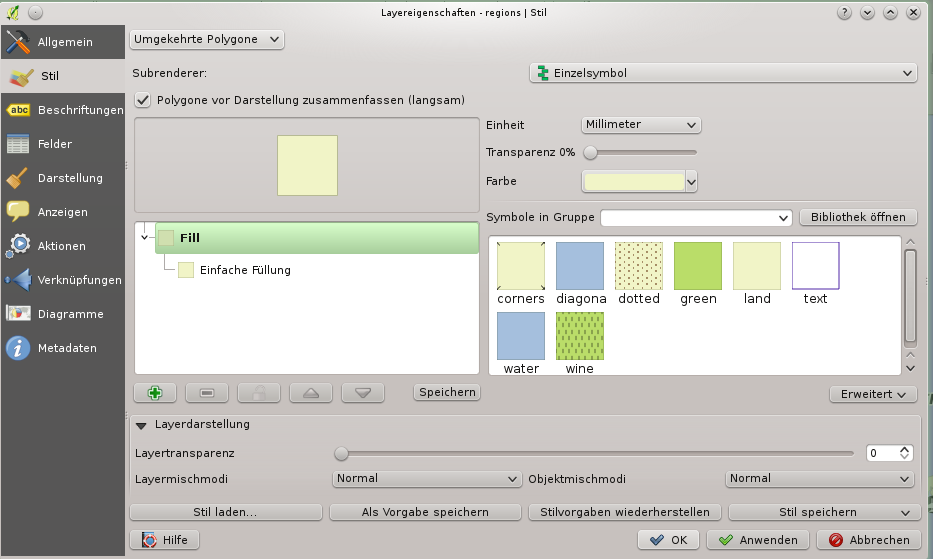 Layereigenschaften - regions | Stil
Allgemein
Stil
abc Beschriftungen
Felder
Darstellung
Anzeigen
Aktionen
Verknüpfungen
Diagramme
Metadaten
Umgekehrte Polygone
Subrenderer:
Einzelsymbol
Polygone vor Darstellung zusammenfassen (langsam)
Einheit
Millimeter
Transparenz 0%
Farbe
Symbole in Gruppe
Bibliothek öffnen
Fill
Einfache Füllung
corners diagona dotted green land text
water wine
Speichern
Erweitert
Layerdarstellung
Layertransparenz
0
Layermischmodi
Normal
Objektmischmodi
Normal
Stil laden...
Als Vorgabe speichern
Stilvorgaben wiederherstellen
Stil speichern
Hilfe
OK
Anwenden
Abbrechen